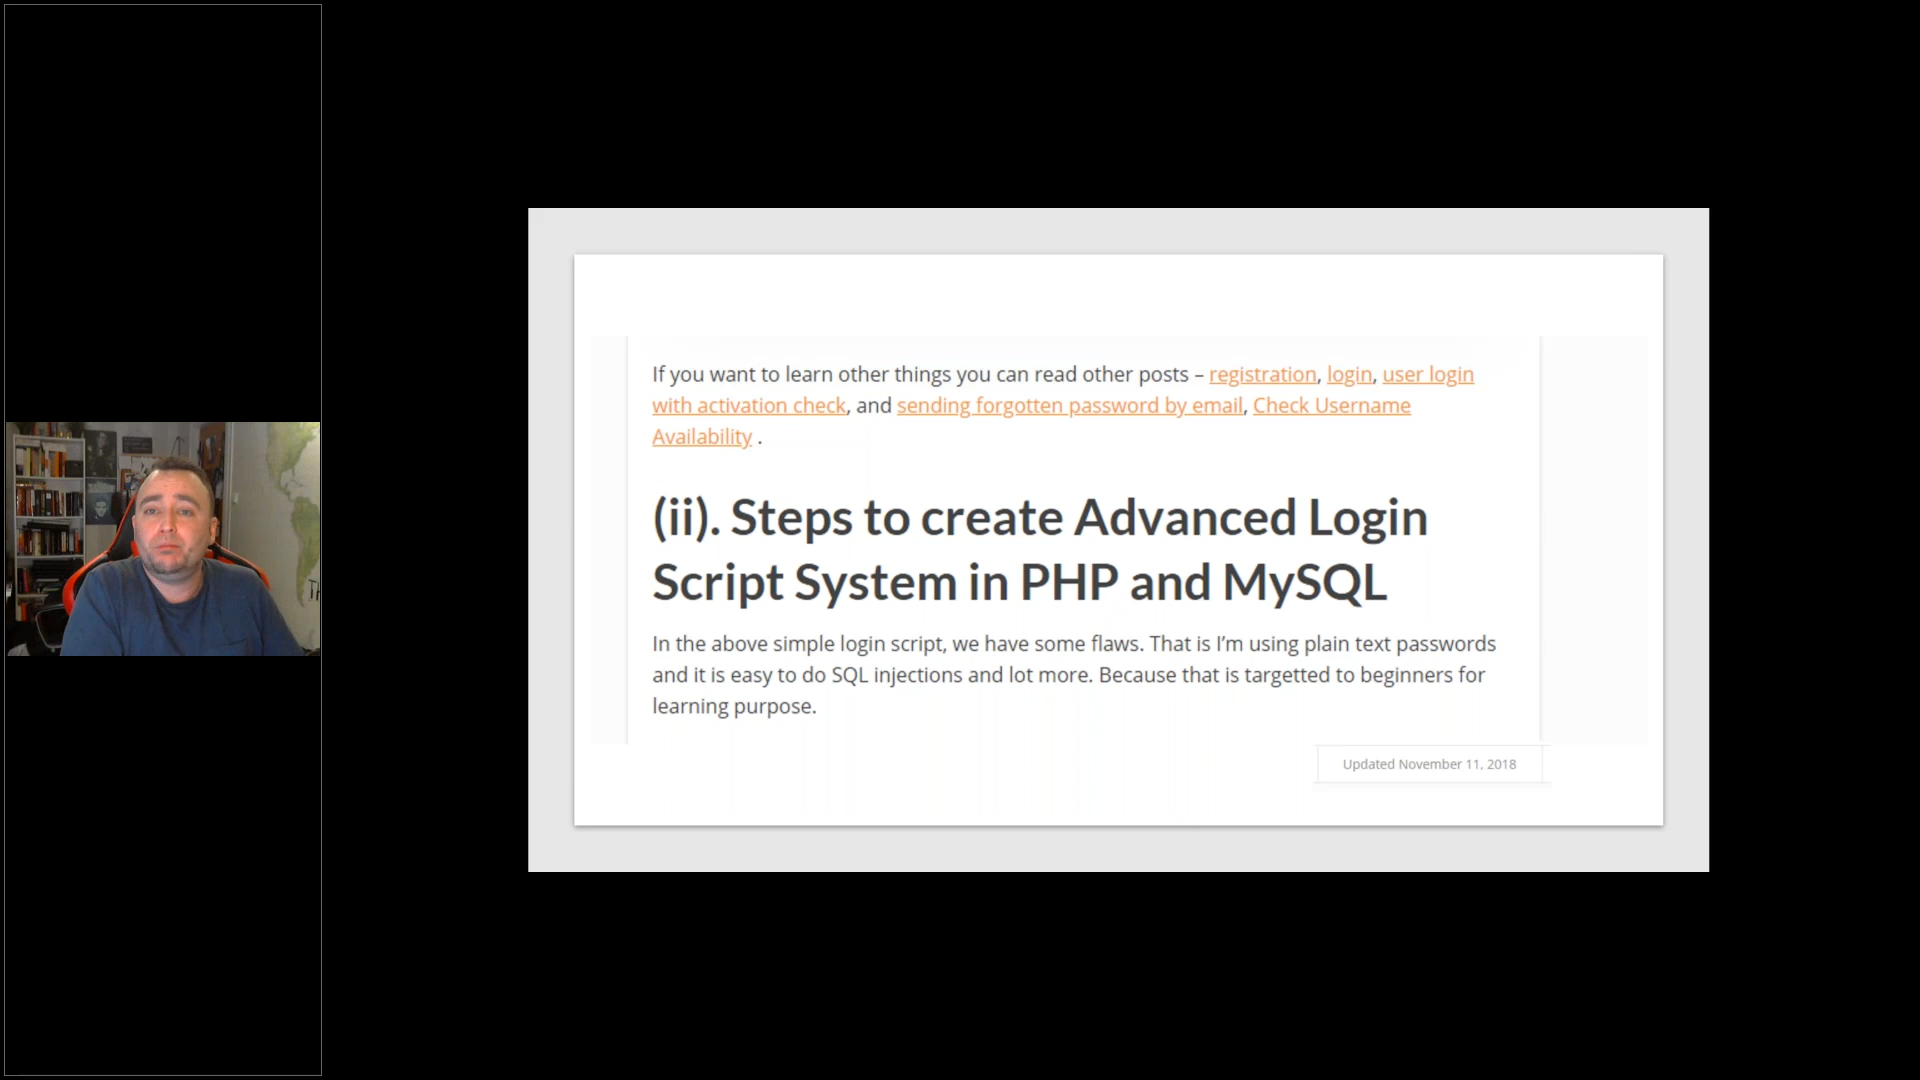 If you want to learn other things you can read other posts – registration, login, user login
with activation check, and sending forgotten password by email, Check Username
Availability .
(ii). Steps to create Advanced Login
Script System in PHP and MySQL
In the above simple login script, we have some flaws. That is I’m using plain text passwords
and it is easy to do SQL injections and lot more. Because that is targetted to beginners for
learning purpose.
Updated November 11, 2018